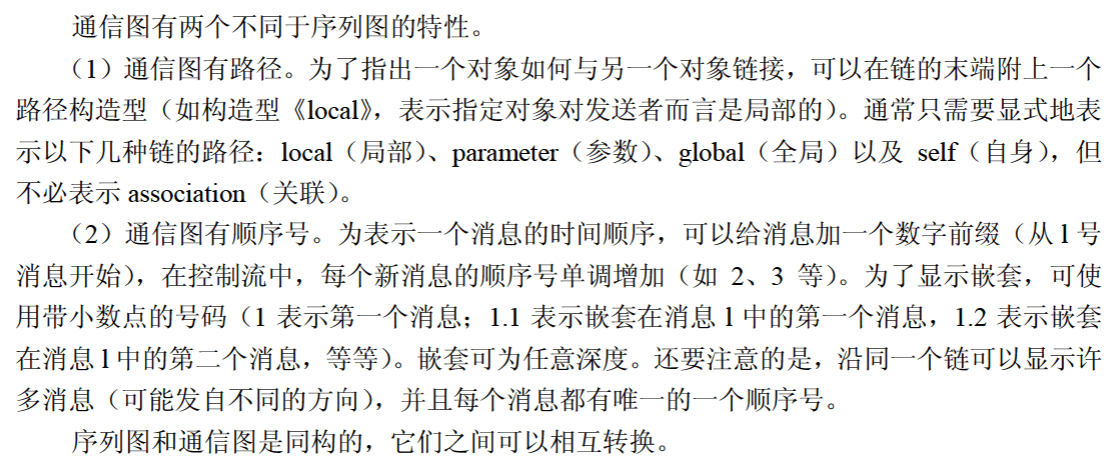 通信图有两个不同于序列图的特性。
（1）通信图有路径。为了指出一个对象如何与另一个对象链接，可以在链的末端附上一个
路径构造型（如构造型《local》，表示指定对象对发送者而言是局部的）。通常只需要显式地表
示以下几种链的路径：local（局部）、parameter（参数）、global（全局）以及 self（自身），但
不必表示 association（关联）。
（2）通信图有顺序号。为表示一个消息的时间顺序，可以给消息加一个数字前缀（从 l 号
消息开始），在控制流中，每个新消息的顺序号单调增加（如 2、3 等）。为了显示嵌套，可使
用带小数点的号码（1 表示第一个消息；1.1 表示嵌套在消息 l 中的第一个消息，1.2 表示嵌套
在消息 l 中的第二个消息，等等）。嵌套可为任意深度。还要注意的是，沿同一个链可以显示许
多消息（可能发自不同的方向），并且每个消息都有唯一的一个顺序号。
序列图和通信图是同构的，它们之间可以相互转换。